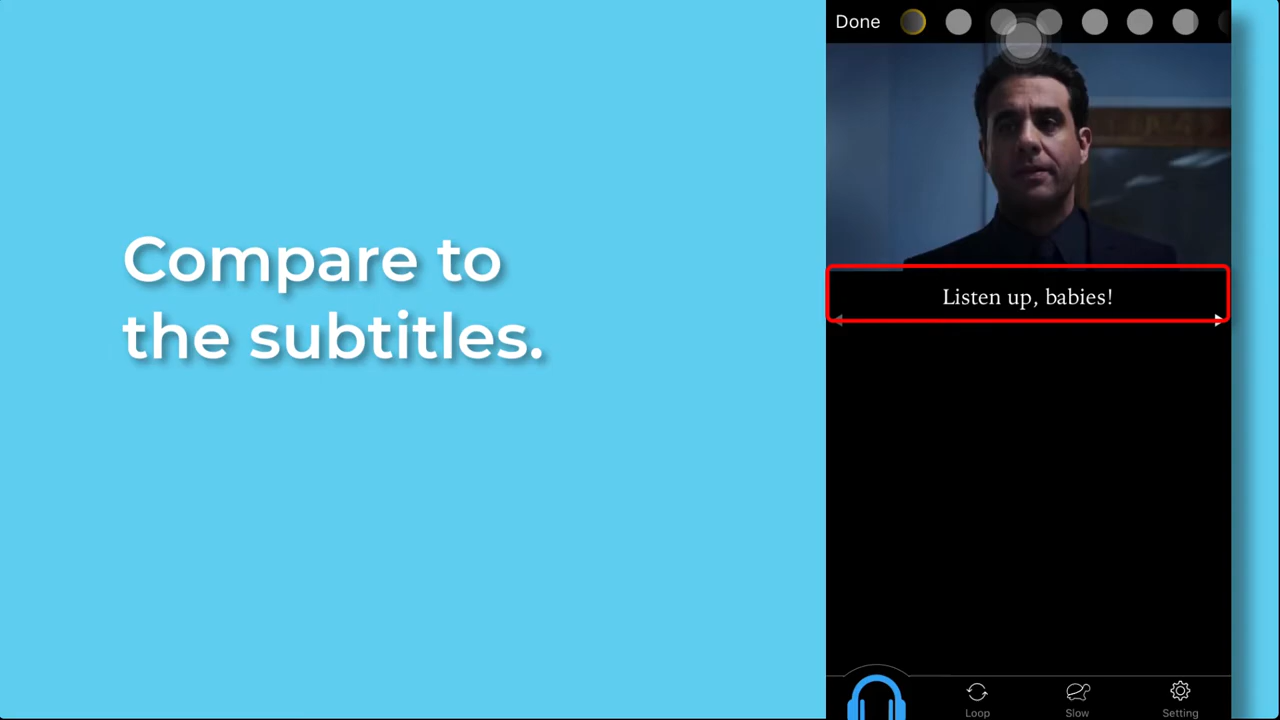 Compare to
the subtitles.
Done
Listen up, babies!
Loop
Slow
Setting